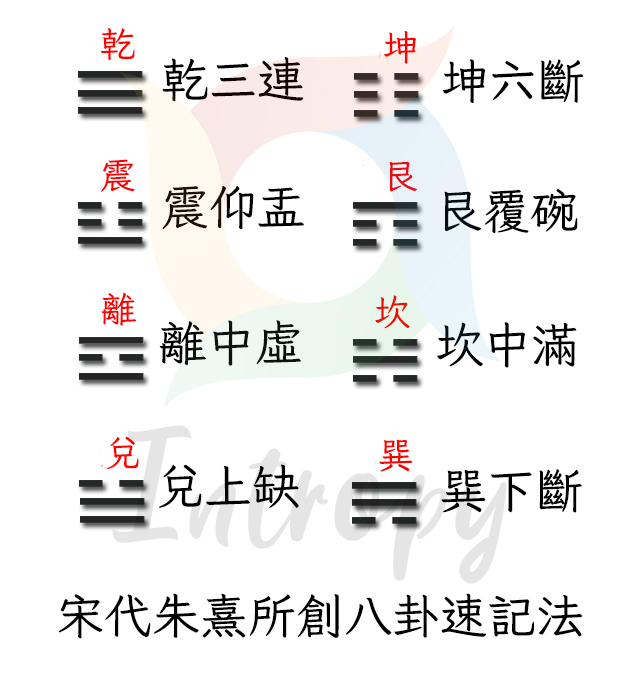 乾 坤
乾三連 坤六斷
震 艮
震仰盂 艮覆碗
離 坎
離中虛 坎中滿
兌 巽
兌上缺 巽下斷
Intropy
宋代朱熹所創八卦速記法